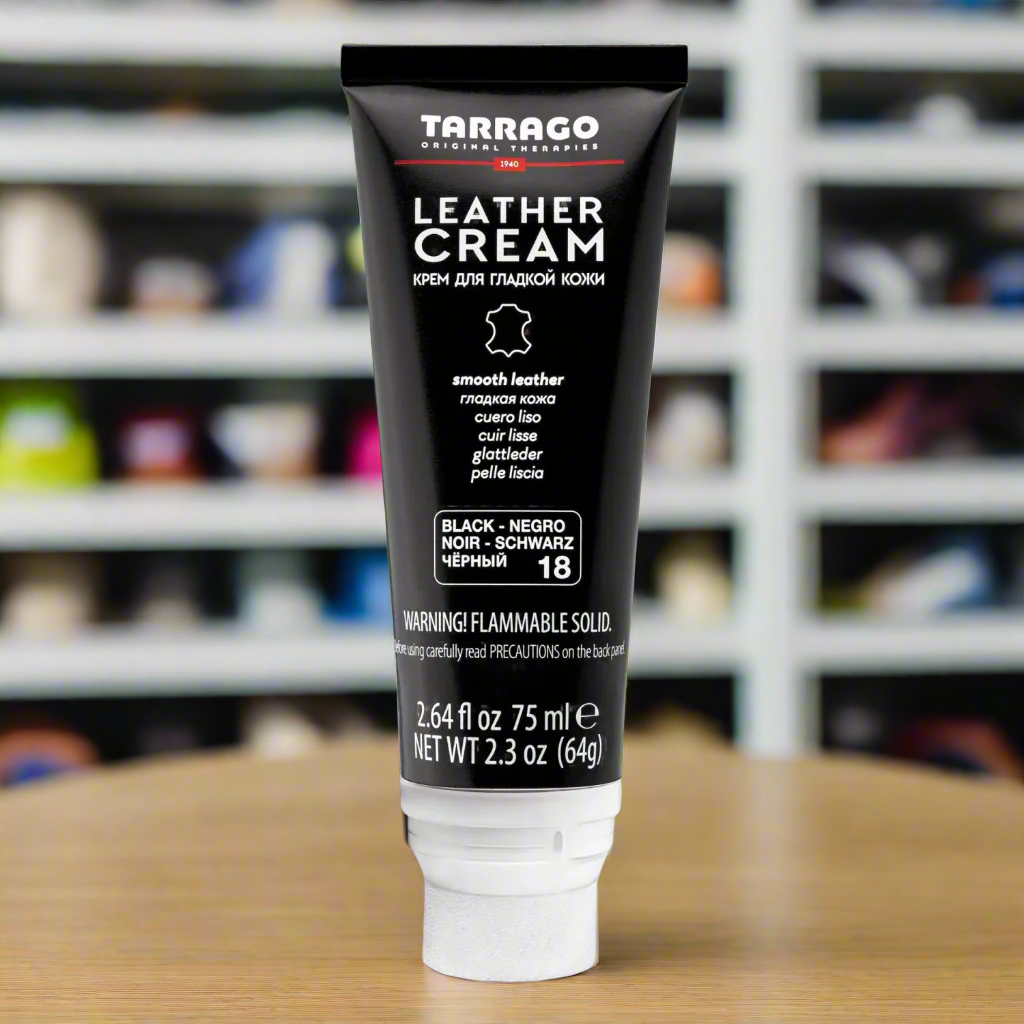 TARRAGO
ORIGINAL THERAPIES
1940
LEATHER
CREAM
КРЕМ ДЛЯ ГЛАДКОЙ КОЖИ
smooth leather
гладкая кожа
cuero liso
cuir lisse
glattleder
pelle liscia
BLACK - NEGRO
NOIR - SCHWARZ
ЧЁРНЫЙ 18
WARNING! FLAMMABLE SOLID.
Before using carefully read PRECAUTIONS on the back panel
2.64 fl oz 75 ml ℮
NET WT 2.3 oz (64g)